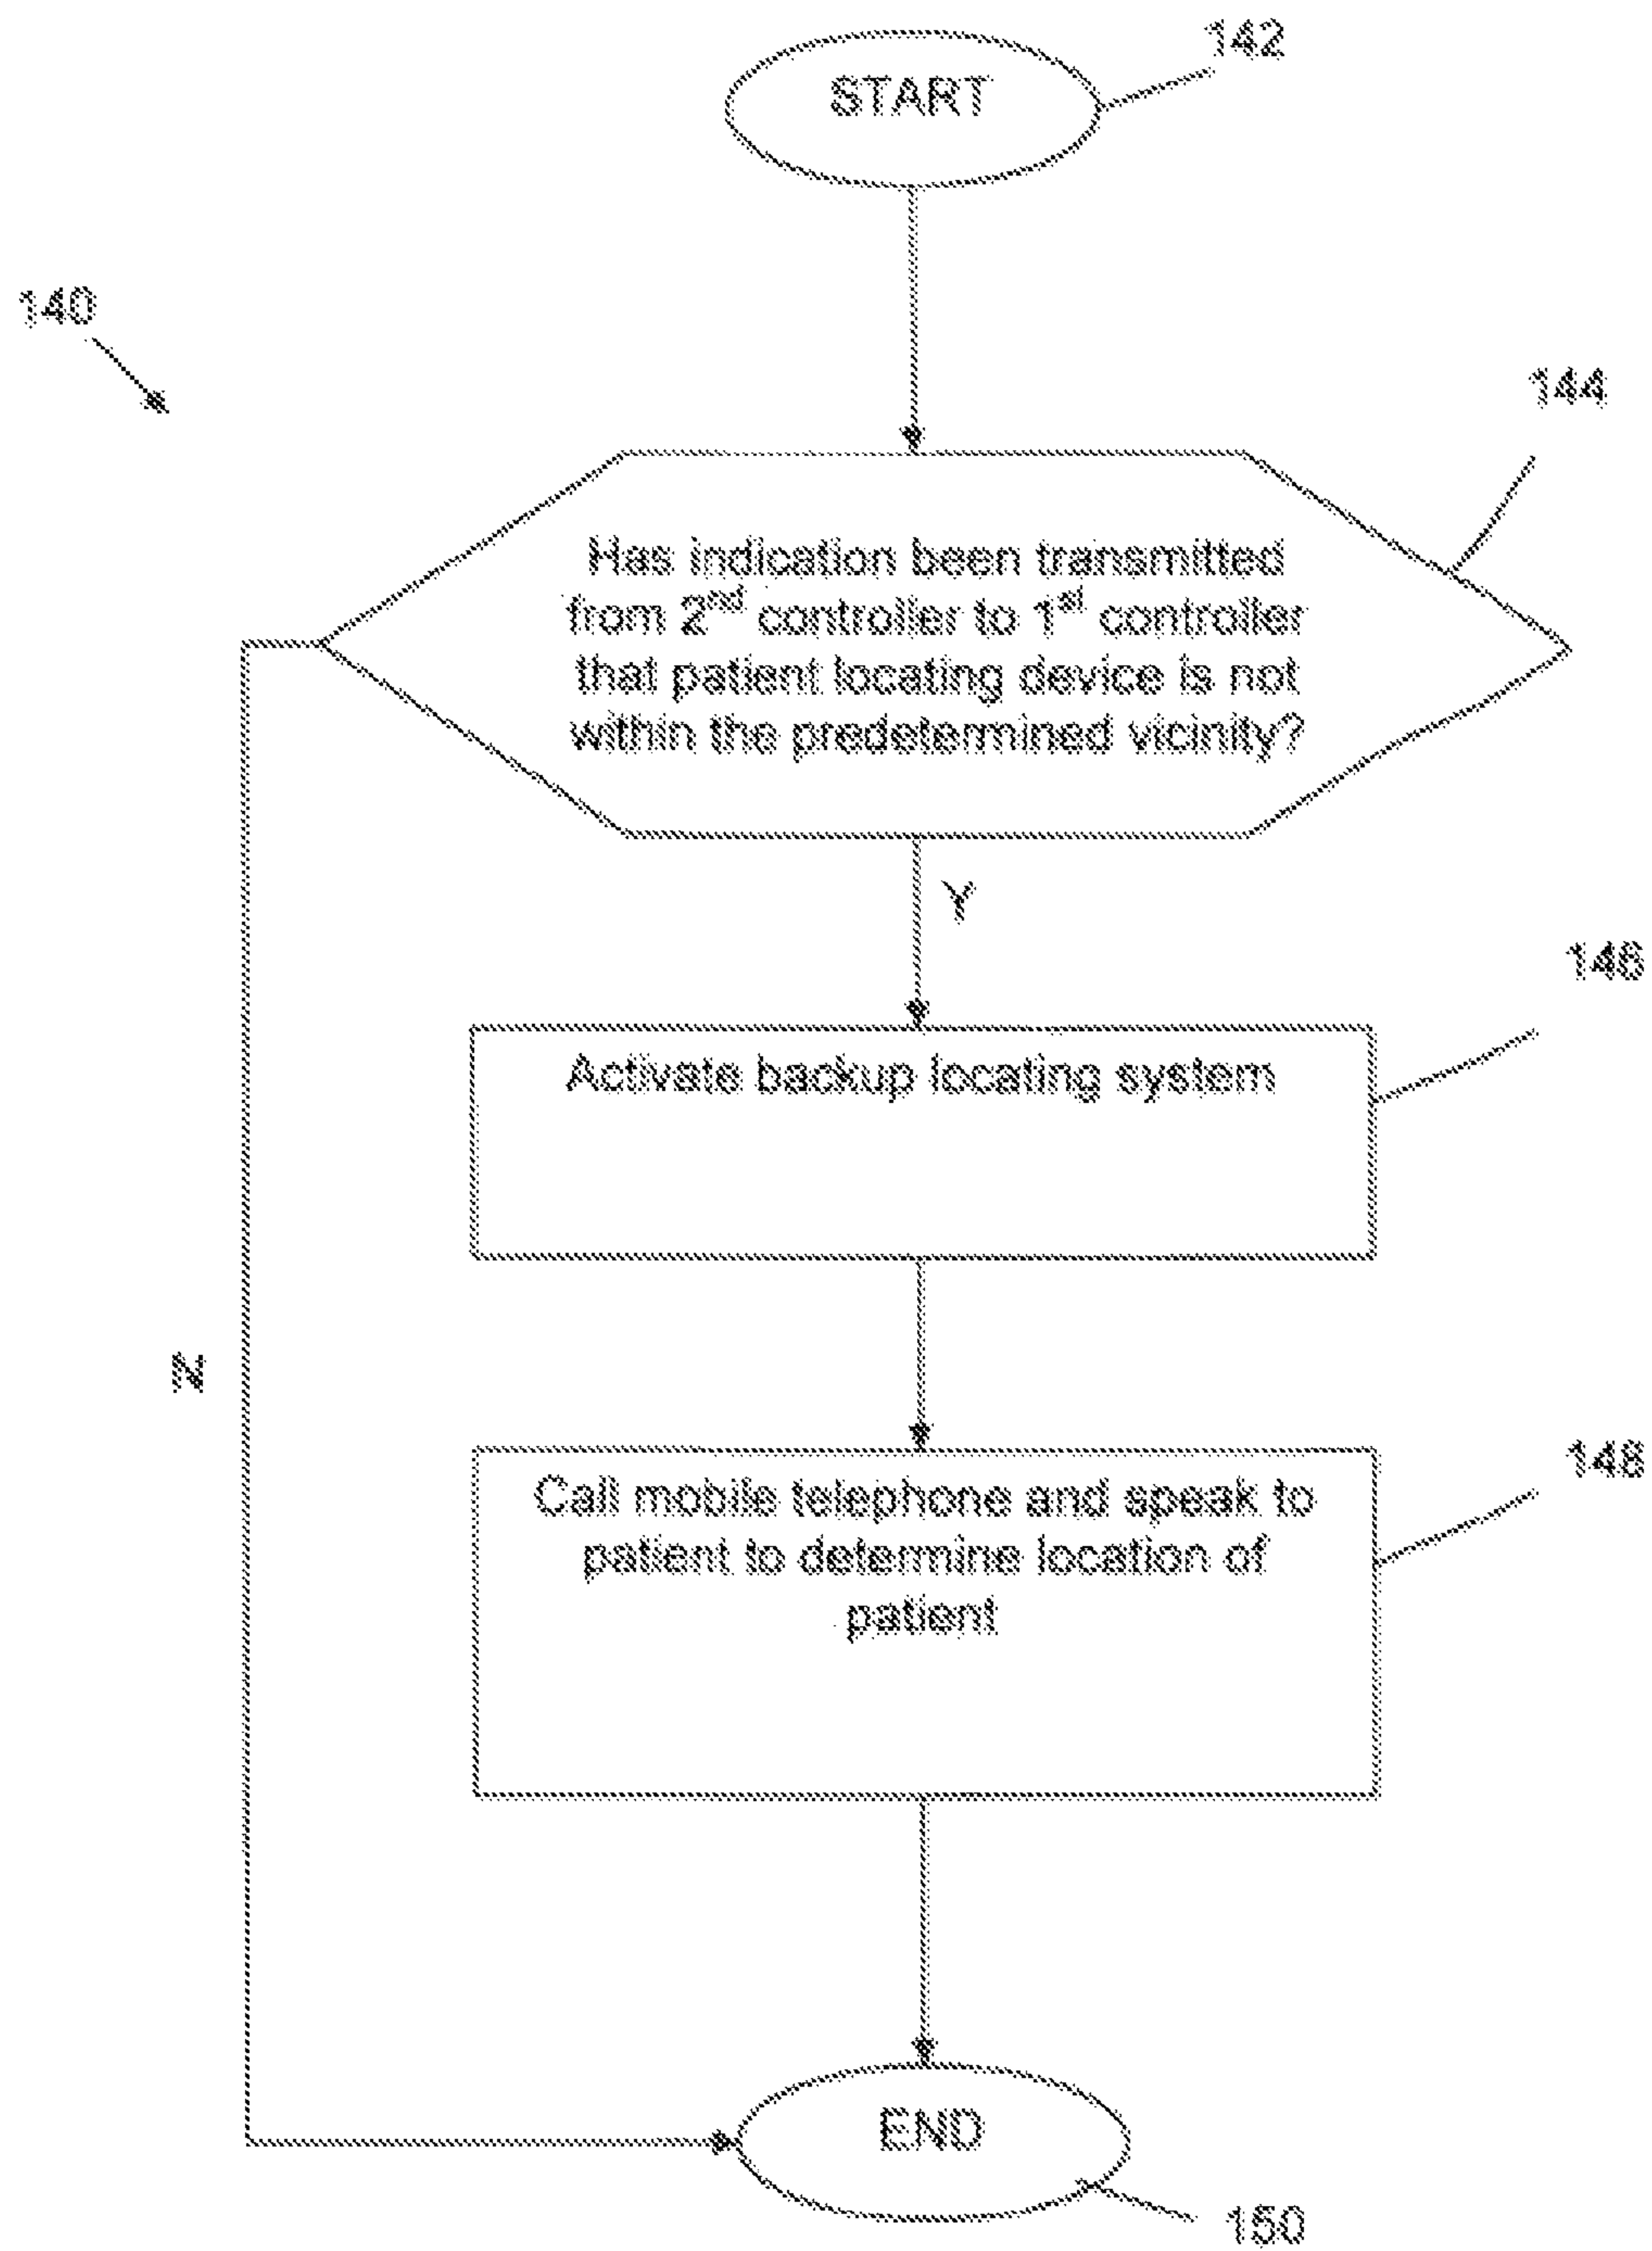 142
START
140
144
Has indication been transmitted
from 2nd controller to 1st controller
that patient locating device is not
within the predetermined vicinity?
Y
146
Activate backup locating system
N
148
Call mobile telephone and speak to
patient to determine location of
patient
END
150